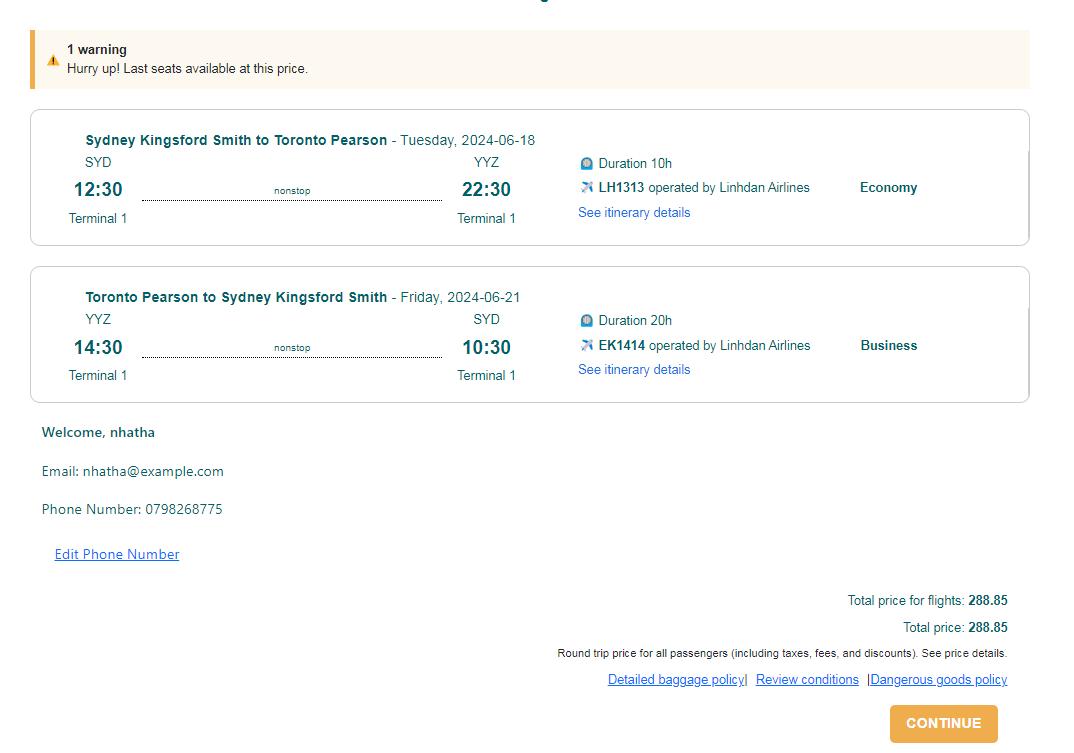 1 warning
Hurry up! Last seats available at this price.
Sydney Kingsford Smith to Toronto Pearson - Tuesday, 2024-06-18
SYD
YYZ
12:30
nonstop
22:30
Terminal 1
Terminal 1
Duration 10h
LH1313 operated by Linhdan Airlines
Economy
See itinerary details
Toronto Pearson to Sydney Kingsford Smith - Friday, 2024-06-21
YYZ
SYD
14:30
nonstop
10:30
Terminal 1
Terminal 1
Duration 20h
EK1414 operated by Linhdan Airlines
Business
See itinerary details
Welcome, nhatha
Email: nhatha@example.com
Phone Number: 0798268775
Edit Phone Number
Total price for flights: 288.85
Total price: 288.85
Round trip price for all passengers (including taxes, fees, and discounts). See price details.
Detailed baggage policy| Review conditions |Dangerous goods policy
CONTINUE